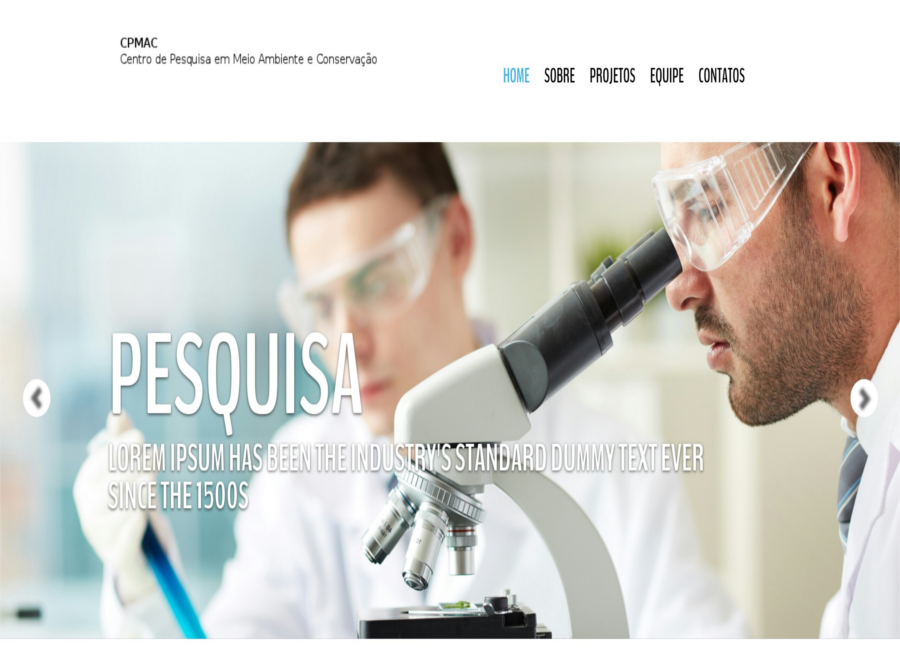 CPMAC
Centro de Pesquisa em Meio Ambiente e Conservação
HOME SOBRE PROJETOS EQUIPE CONTATOS
PESQUISA
LOREM IPSUM HAS BEEN THE INDUSTRY'S STANDARD DUMMY TEXT EVER
SINCE THE 1500S